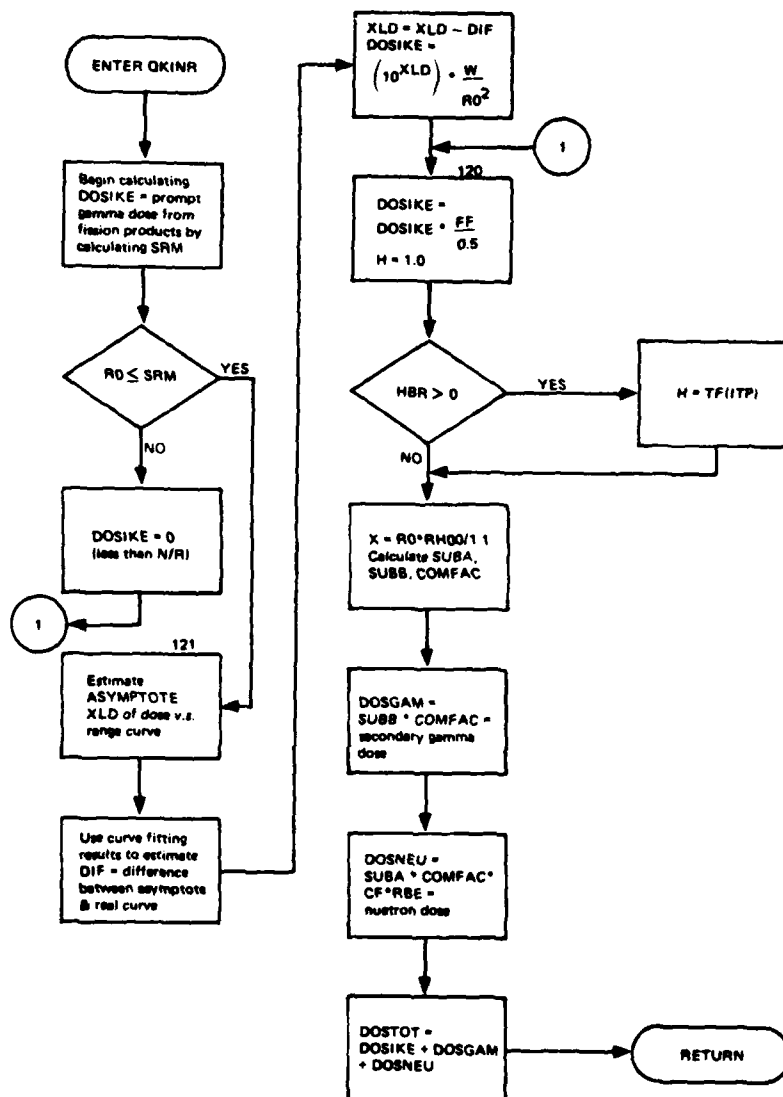 ENTER QKINR
Begin calculating
DOSIKE = prompt
gamma dose from
fission products by
calculating SRM
R0 ≤ SRM
YES
NO
DOSIKE = 0
(less than N/R)
1
121
Estimate
ASYMPTOTE
XLD of dose v.s.
range curve
Use curve fitting
results to estimate
DIF = difference
between asymptote
& real curve
XLD = XLD − DIF
DOSIKE =
(10^XLD) * W
R0²
1
120
DOSIKE =
DOSIKE * FF
0.5
H = 1.0
HBR > 0
YES
H = TF(ITP)
NO
X = R0*RHO0/1.1
Calculate SUBA,
SUBB, COMFAC
DOSGAM =
SUBB * COMFAC =
secondary gamma
dose
DOSNEU =
SUBA * COMFAC*
CF*RBE =
nuetron dose
DOSTOT =
DOSIKE + DOSGAM
+ DOSNEU
RETURN